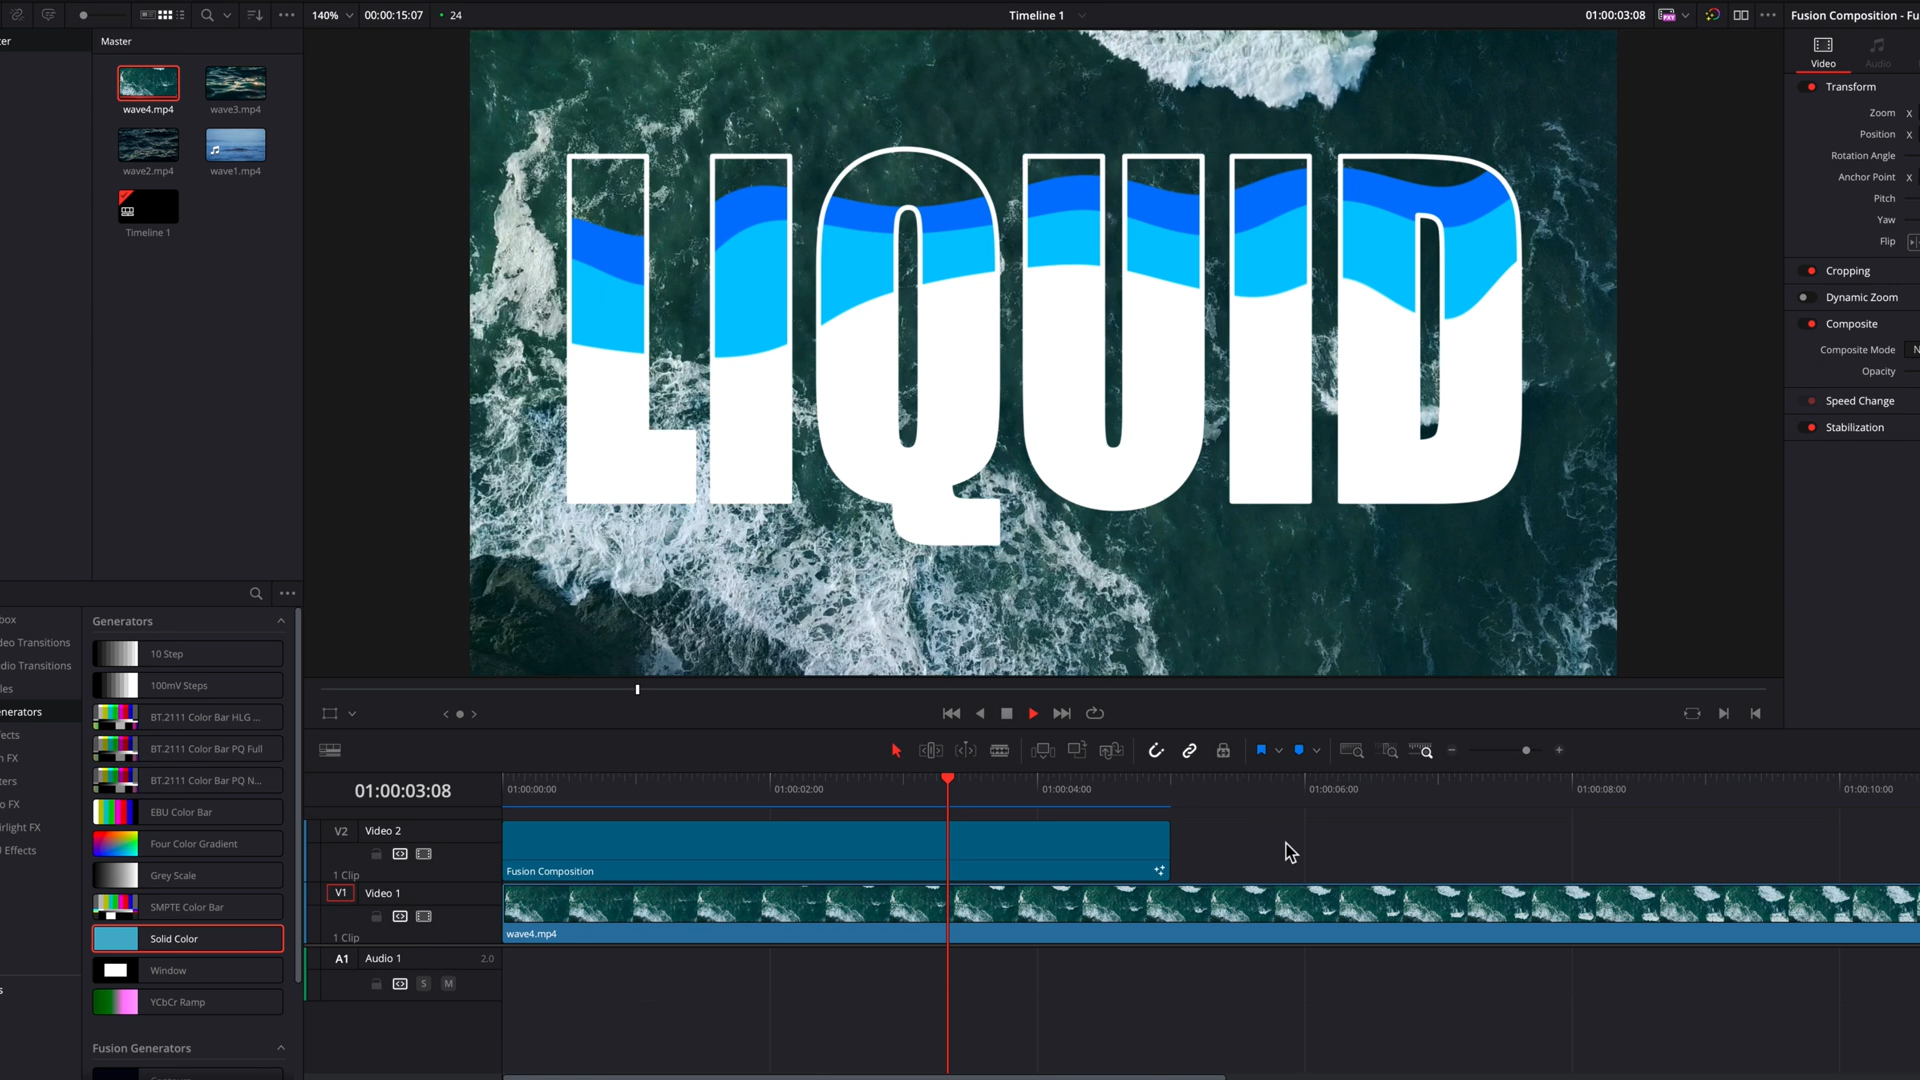 140%
00:00:15:07
24
Timeline 1
01:00:03:08
Fusion Composition - Fu
er
Master
wave4.mp4
wave3.mp4
wave2.mp4
wave1.mp4
Timeline 1
LIQUID
Video
Audio
Transform
Zoom X
Position X
Rotation Angle
Anchor Point X
Pitch
Yaw
Flip
Cropping
Dynamic Zoom
Composite
Composite Mode N
Opacity
Speed Change
Stabilization
box
deo Transitions
dio Transitions
les
enerators
fects
n FX
ters
o FX
irlight FX
I Effects
s
Generators
10 Step
100mV Steps
BT.2111 Color Bar HLG ...
BT.2111 Color Bar PQ Full
BT.2111 Color Bar PQ N...
EBU Color Bar
Four Color Gradient
Grey Scale
SMPTE Color Bar
Solid Color
Window
YCbCr Ramp
Fusion Generators
01:00:03:08
01:00:00:00
01:00:02:00
01:00:04:00
01:00:06:00
01:00:08:00
01:00:10:00
V2 Video 2
1 Clip
Fusion Composition
V1 Video 1
1 Clip
wave4.mp4
A1 Audio 1 2.0
S M